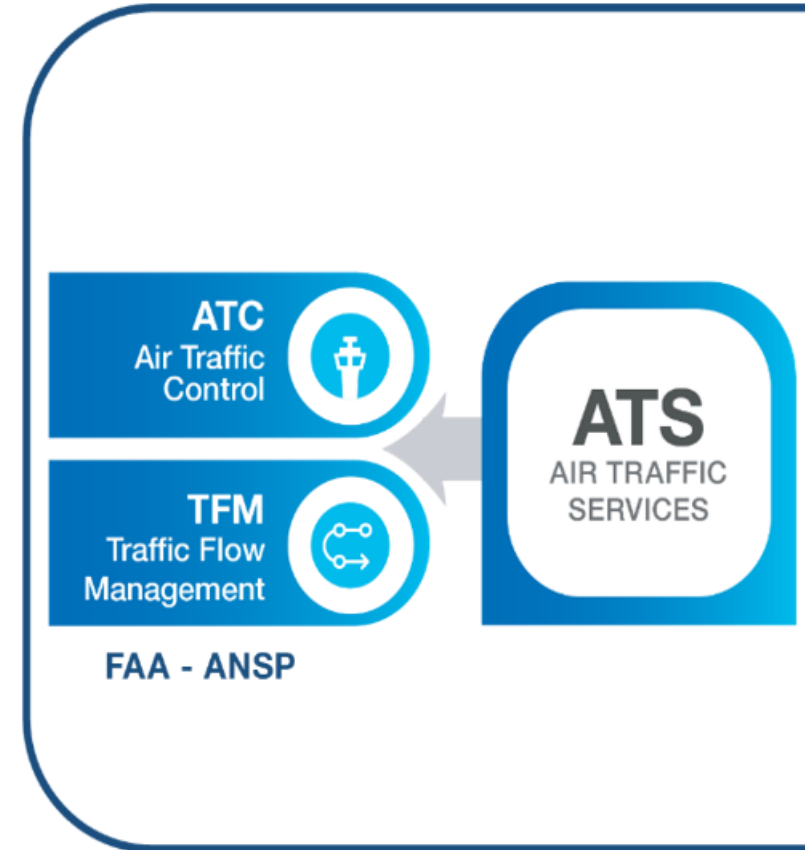 ATC
Air Traffic
Control
TFM
Traffic Flow
Management
FAA - ANSP
ATS
AIR TRAFFIC
SERVICES